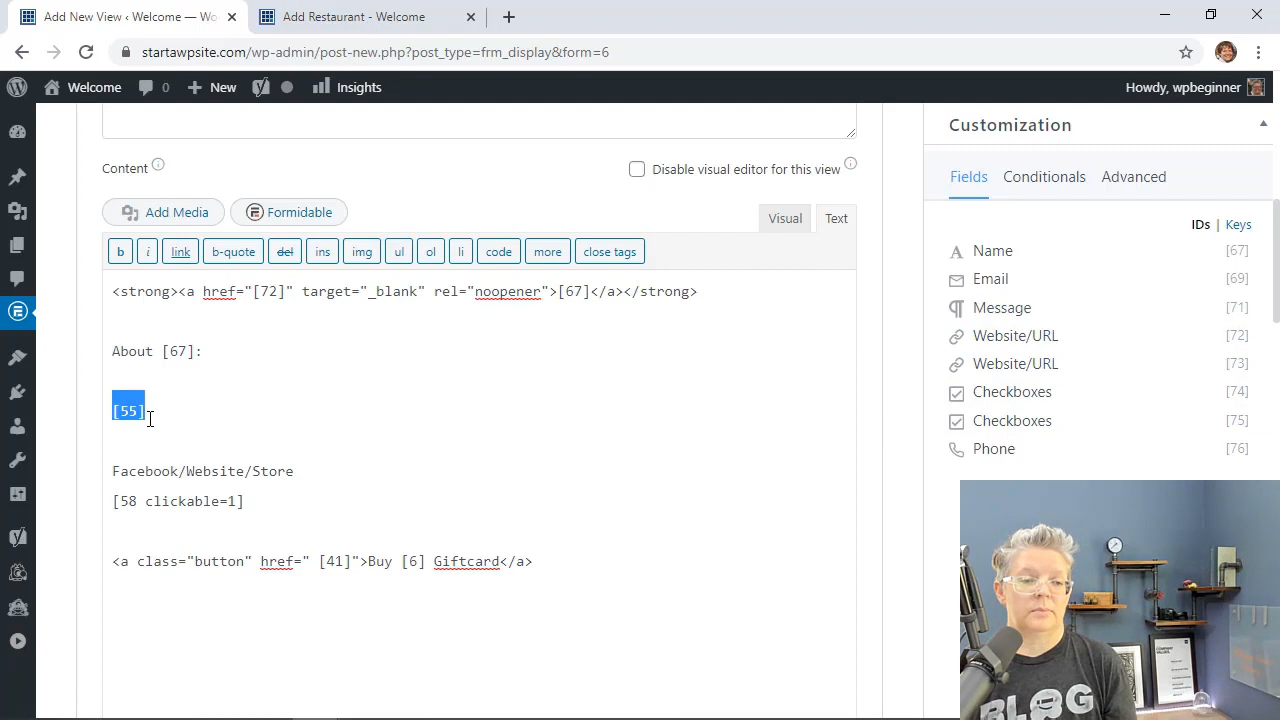 Add New View ‹ Welcome — Wo
Add Restaurant - Welcome
startawpsite.com/wp-admin/post-new.php?post_type=frm_display&form=6
Welcome
0
New
Insights
Howdy, wpbeginner
Customization
Content
Disable visual editor for this view
Fields
Conditionals
Advanced
Add Media
Formidable
Visual
Text
IDs | Keys
b
i
link
b-quote
del
ins
img
ul
ol
li
code
more
close tags
Name [67]
Email [69]
Message [71]
Website/URL [72]
Website/URL [73]
Checkboxes [74]
Checkboxes [75]
Phone [76]
<strong><a href="[72]" target="_blank" rel="noopener">[67]</a></strong>
About [67]:
[55]
Facebook/Website/Store
[58 clickable=1]
<a class="button" href=" [41]">Buy [6] Giftcard</a>
BLOG